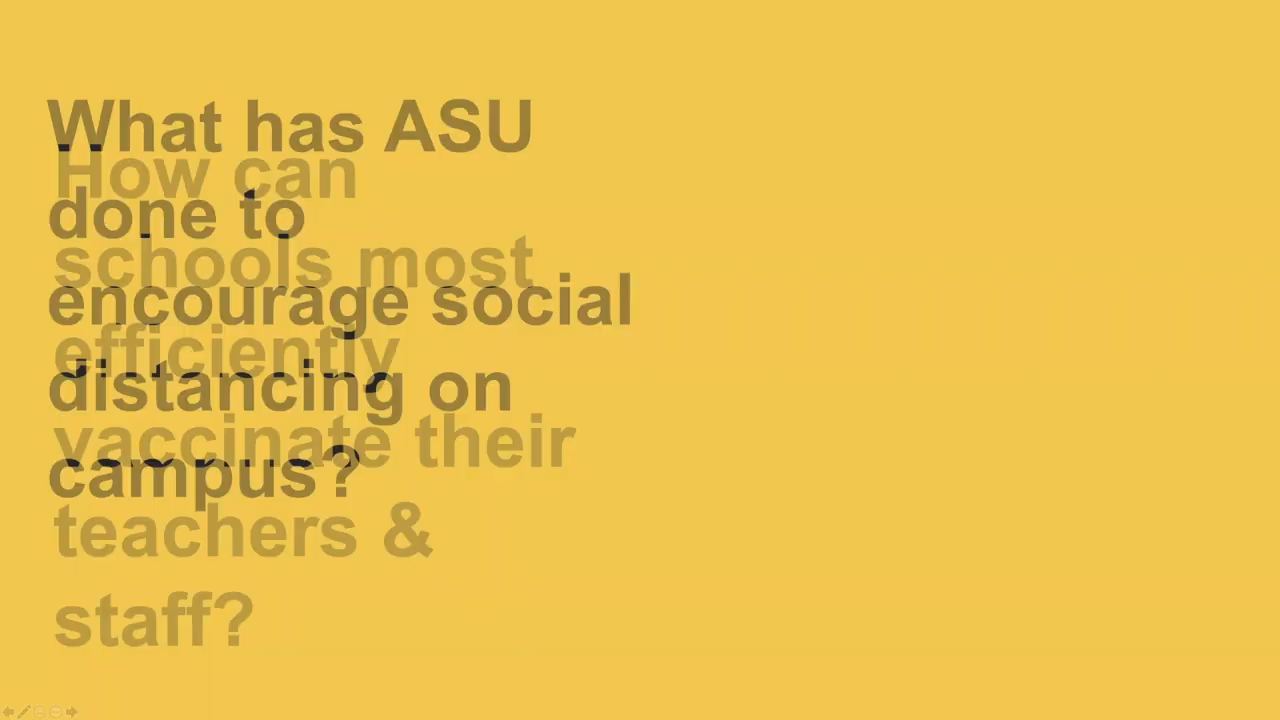 What has ASU
done to
encourage social
distancing on
campus?
How can
schools most
efficiently
vaccinate their
teachers &
staff?